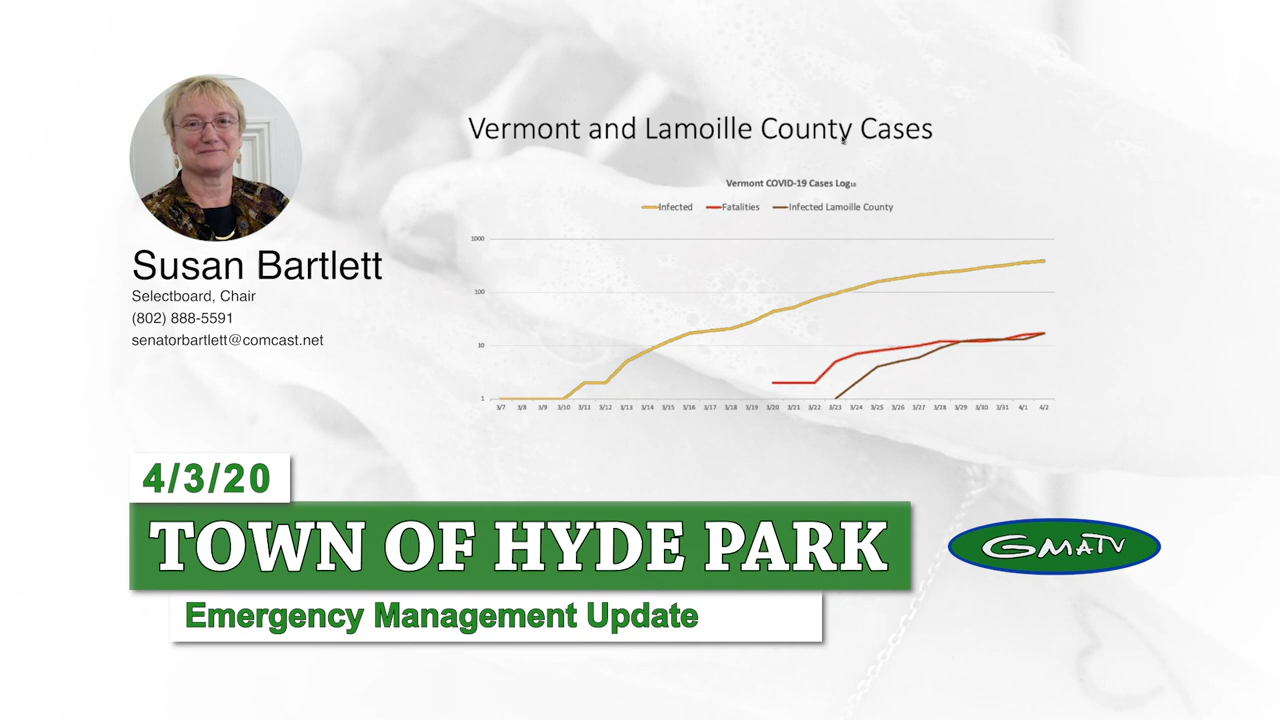 Susan Bartlett
Selectboard, Chair
(802) 888-5591
senatorbartlett@comcast.net
Vermont and Lamoille County Cases
Vermont COVID-19 Cases Log₁₀
Infected Fatalities Infected Lamoille County
1000
100
10
1
3/7 3/8 3/9 3/10 3/11 3/12 3/13 3/14 3/15 3/16 3/17 3/18 3/19 3/20 3/21 3/22 3/23 3/24 3/25 3/26 3/27 3/28 3/29 3/30 3/31 4/1 4/2
4/3/20
TOWN OF HYDE PARK
GMATV
Emergency Management Update